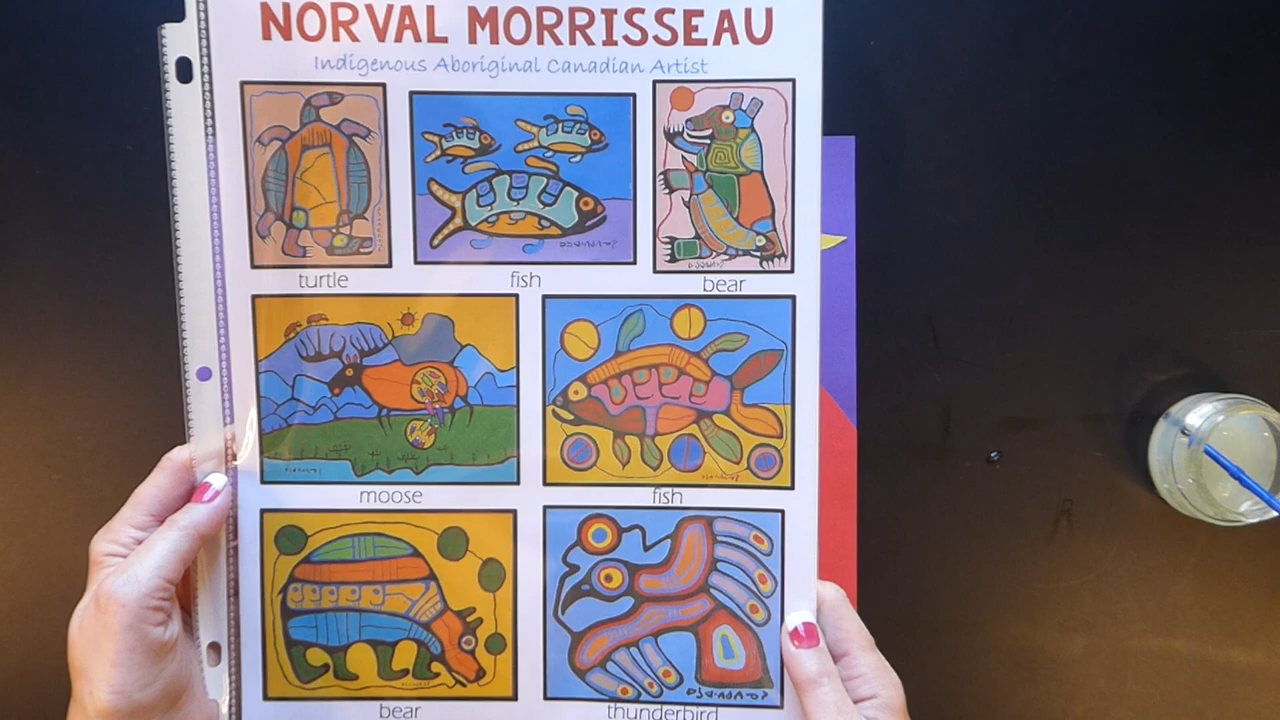 NORVAL MORRISSEAU
Indigenous Aboriginal Canadian Artist
turtle
fish
bear
moose
fish
bear
thunderbird